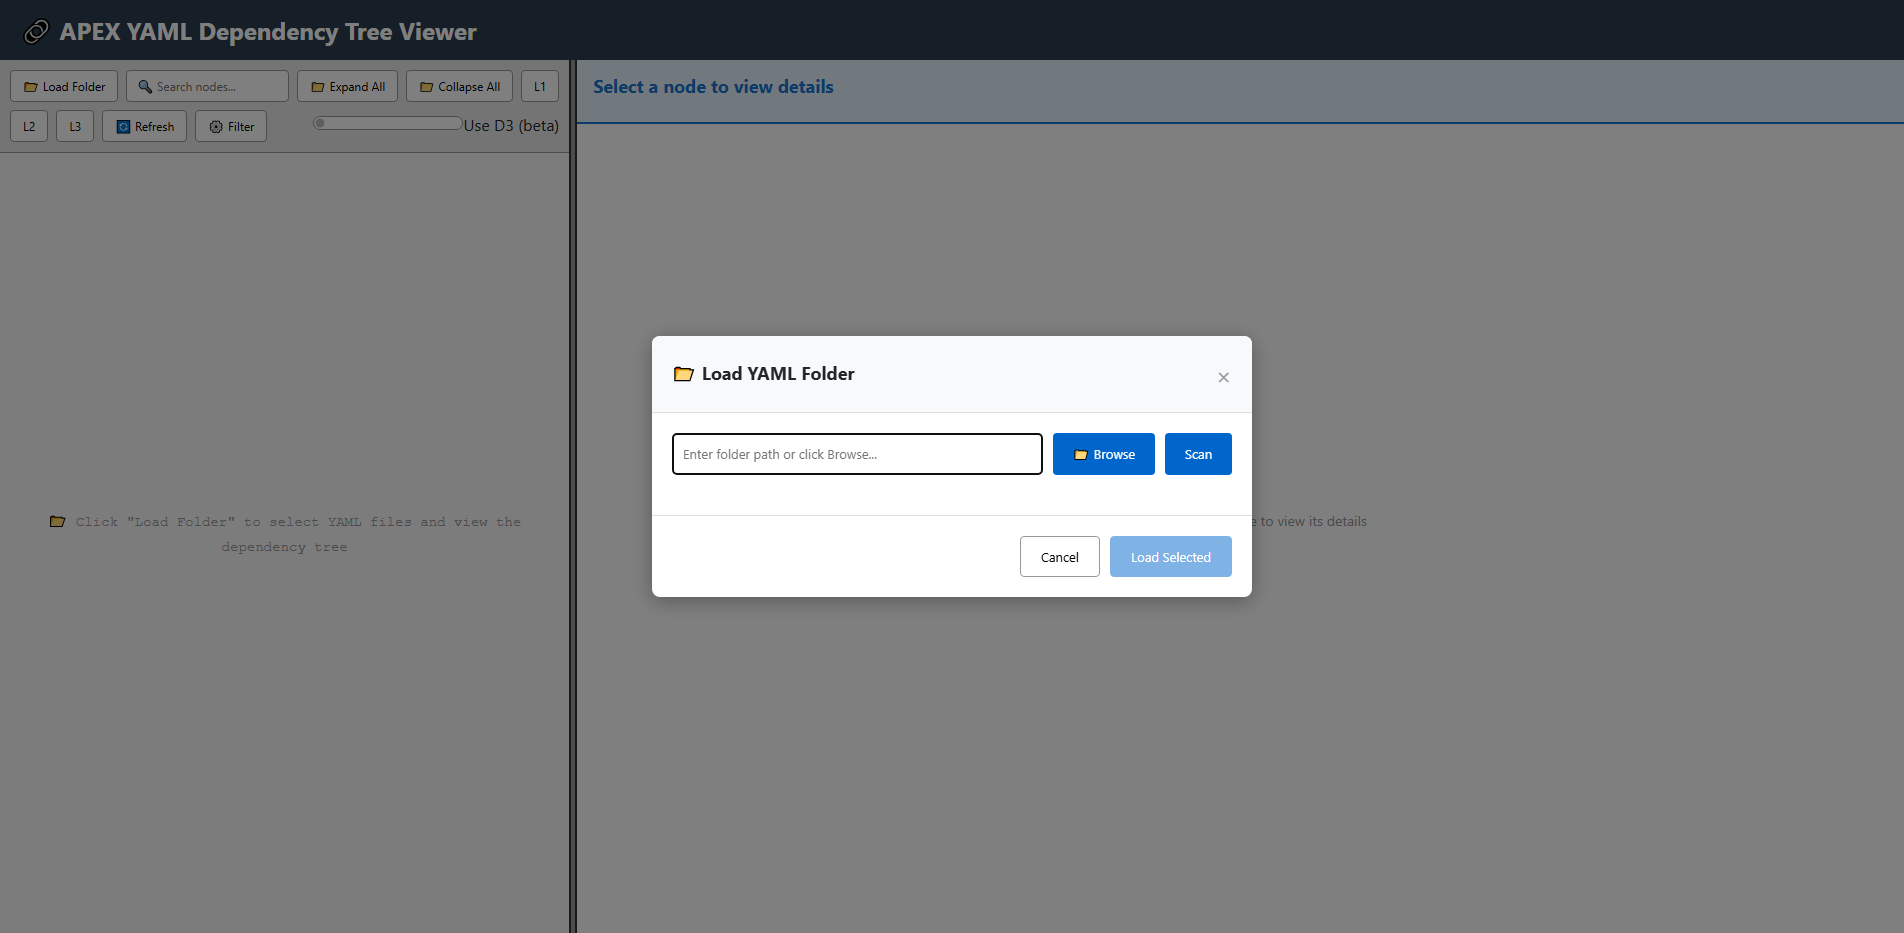 APEX YAML Dependency Tree Viewer
Load Folder
Search nodes...
Expand All
Collapse All
L1
L2
L3
Refresh
Filter
Use D3 (beta)
Select a node to view details
Click "Load Folder" to select YAML files and view the
dependency tree
Load YAML Folder
×
Enter folder path or click Browse...
Browse
Scan
Cancel
Load Selected
to view its details